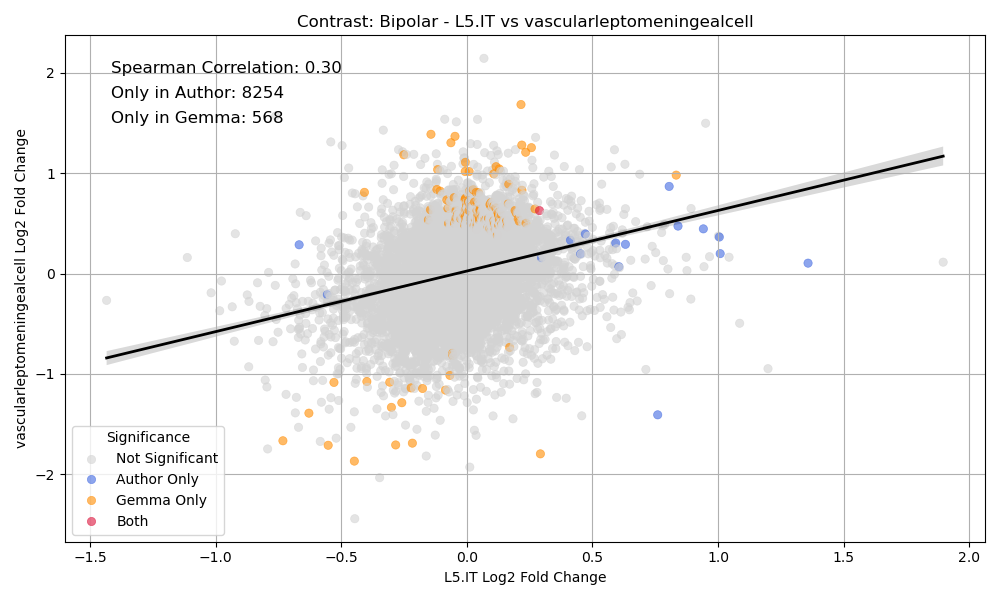 Contrast: Bipolar - L5.IT vs vascularleptomeningealcell
Spearman Correlation: 0.30
Only in Author: 8254
Only in Gemma: 568
vascularleptomeningealcell Log2 Fold Change
2
1
0
−1
−2
Significance
Not Significant
Author Only
Gemma Only
Both
−1.5
−1.0
−0.5
0.0
0.5
1.0
1.5
2.0
L5.IT Log2 Fold Change